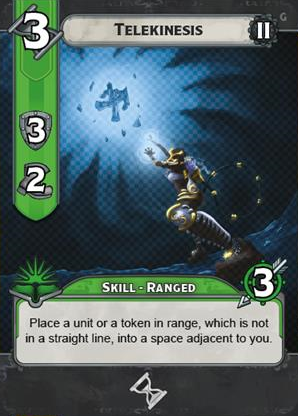 3
TELEKINESIS
II
G
3
2
SKILL - RANGED
3
Place a unit or a token in range, which is not
in a straight line, into a space adjacent to you.